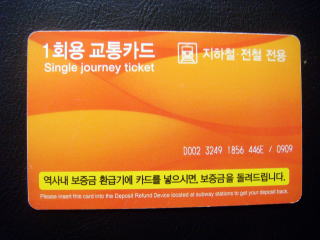 1회용 교통카드
Single journey ticket
지하철 전철 전용
D002 3249 1856 446E / 0909
역사내 보증금 환급기에 카드를 넣으시면, 보증금을 돌려드립니다.
Please insert this card into the Deposit Refund Device located at subway stations to get your deposit back.